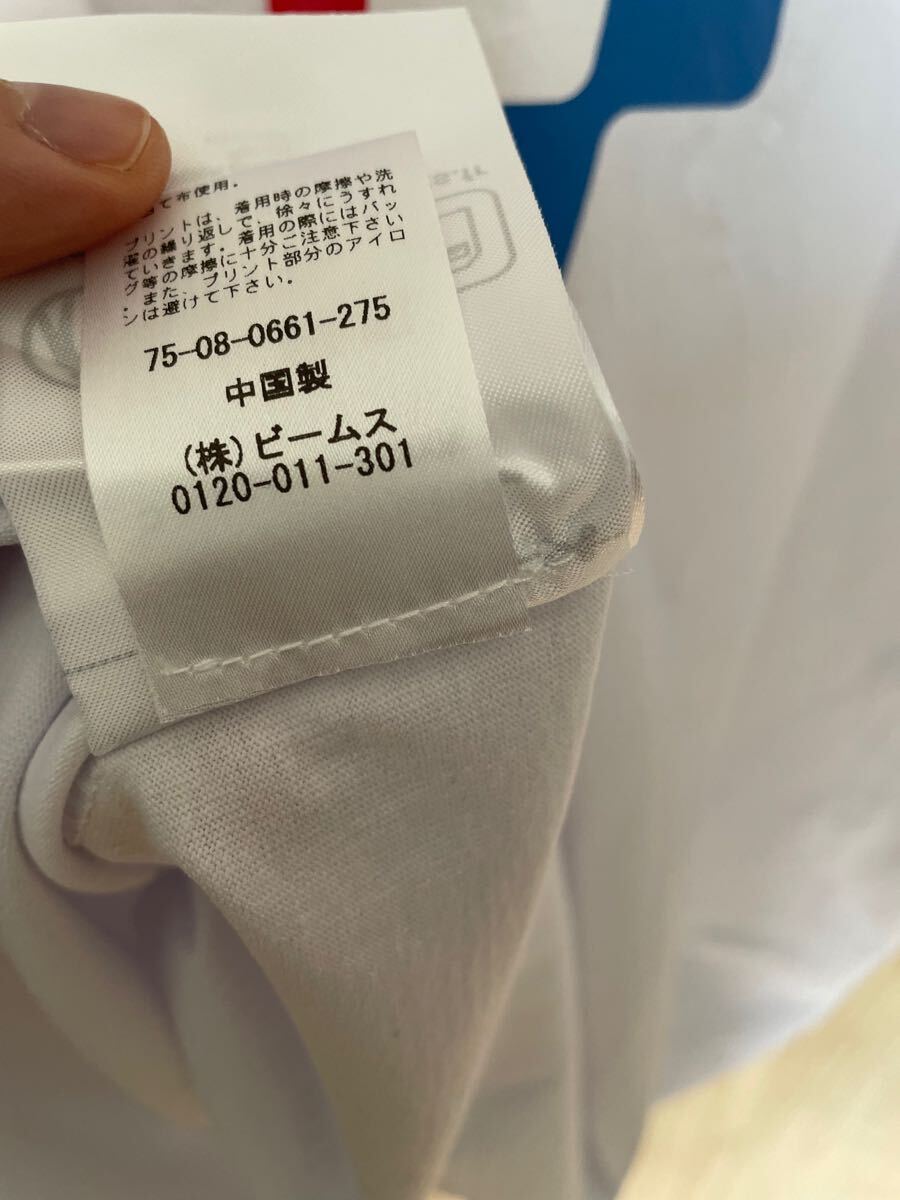 て布使用。
プリントは、着用時の摩擦や洗
濯の繰り返しで、徐々にうすれ
ていきます。着用の際にはバッ
グ等の摩擦に十分ご注意下さい
。また、プリント部分のアイロ
ンは避けて下さい。
75-08-0661-275
中国製
(株)ビームス
0120-011-301